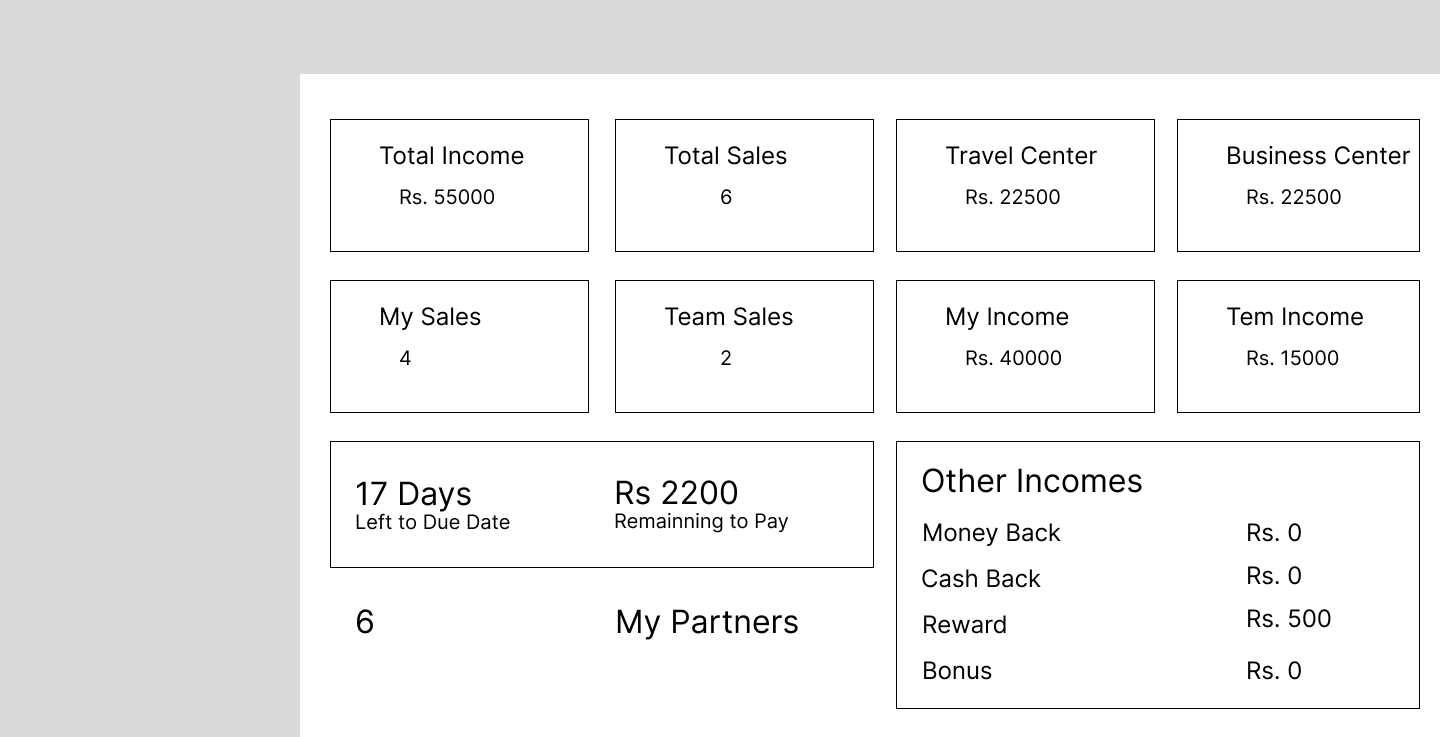 Total Income
Rs. 55000
Total Sales
6
Travel Center
Rs. 22500
Business Center
Rs. 22500
My Sales
4
Team Sales
2
My Income
Rs. 40000
Tem Income
Rs. 15000
17 Days
Left to Due Date
Rs 2200
Remainning to Pay
6
My Partners
Other Incomes
Money Back
Rs. 0
Cash Back
Rs. 0
Reward
Rs. 500
Bonus
Rs. 0